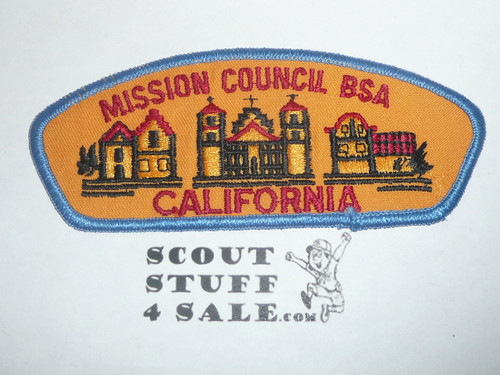 MISSION COUNCIL BSA
CALIFORNIA
SCOUT
STUFF
4 SALE.COM